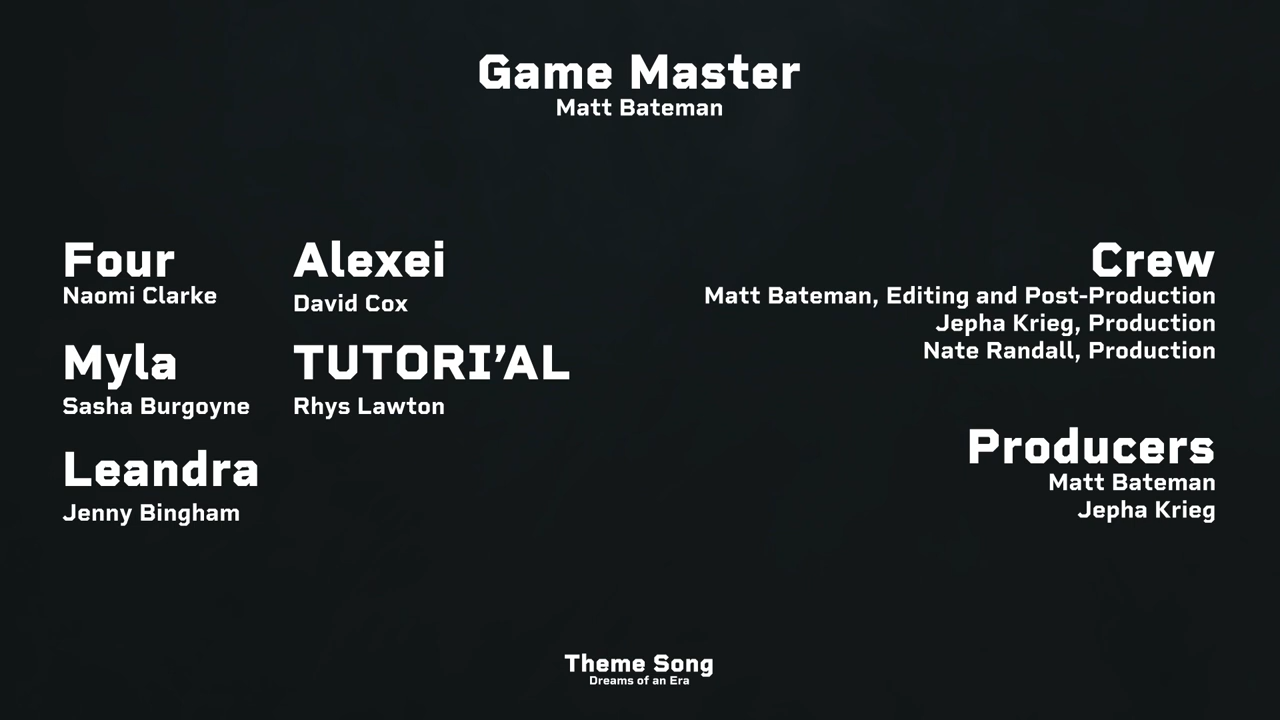 Game Master
Matt Bateman
Four
Naomi Clarke
Alexei
David Cox
Myla
Sasha Burgoyne
TUTORI’AL
Rhys Lawton
Leandra
Jenny Bingham
Crew
Matt Bateman, Editing and Post-Production
Jepha Krieg, Production
Nate Randall, Production
Producers
Matt Bateman
Jepha Krieg
Theme Song
Dreams of an Era